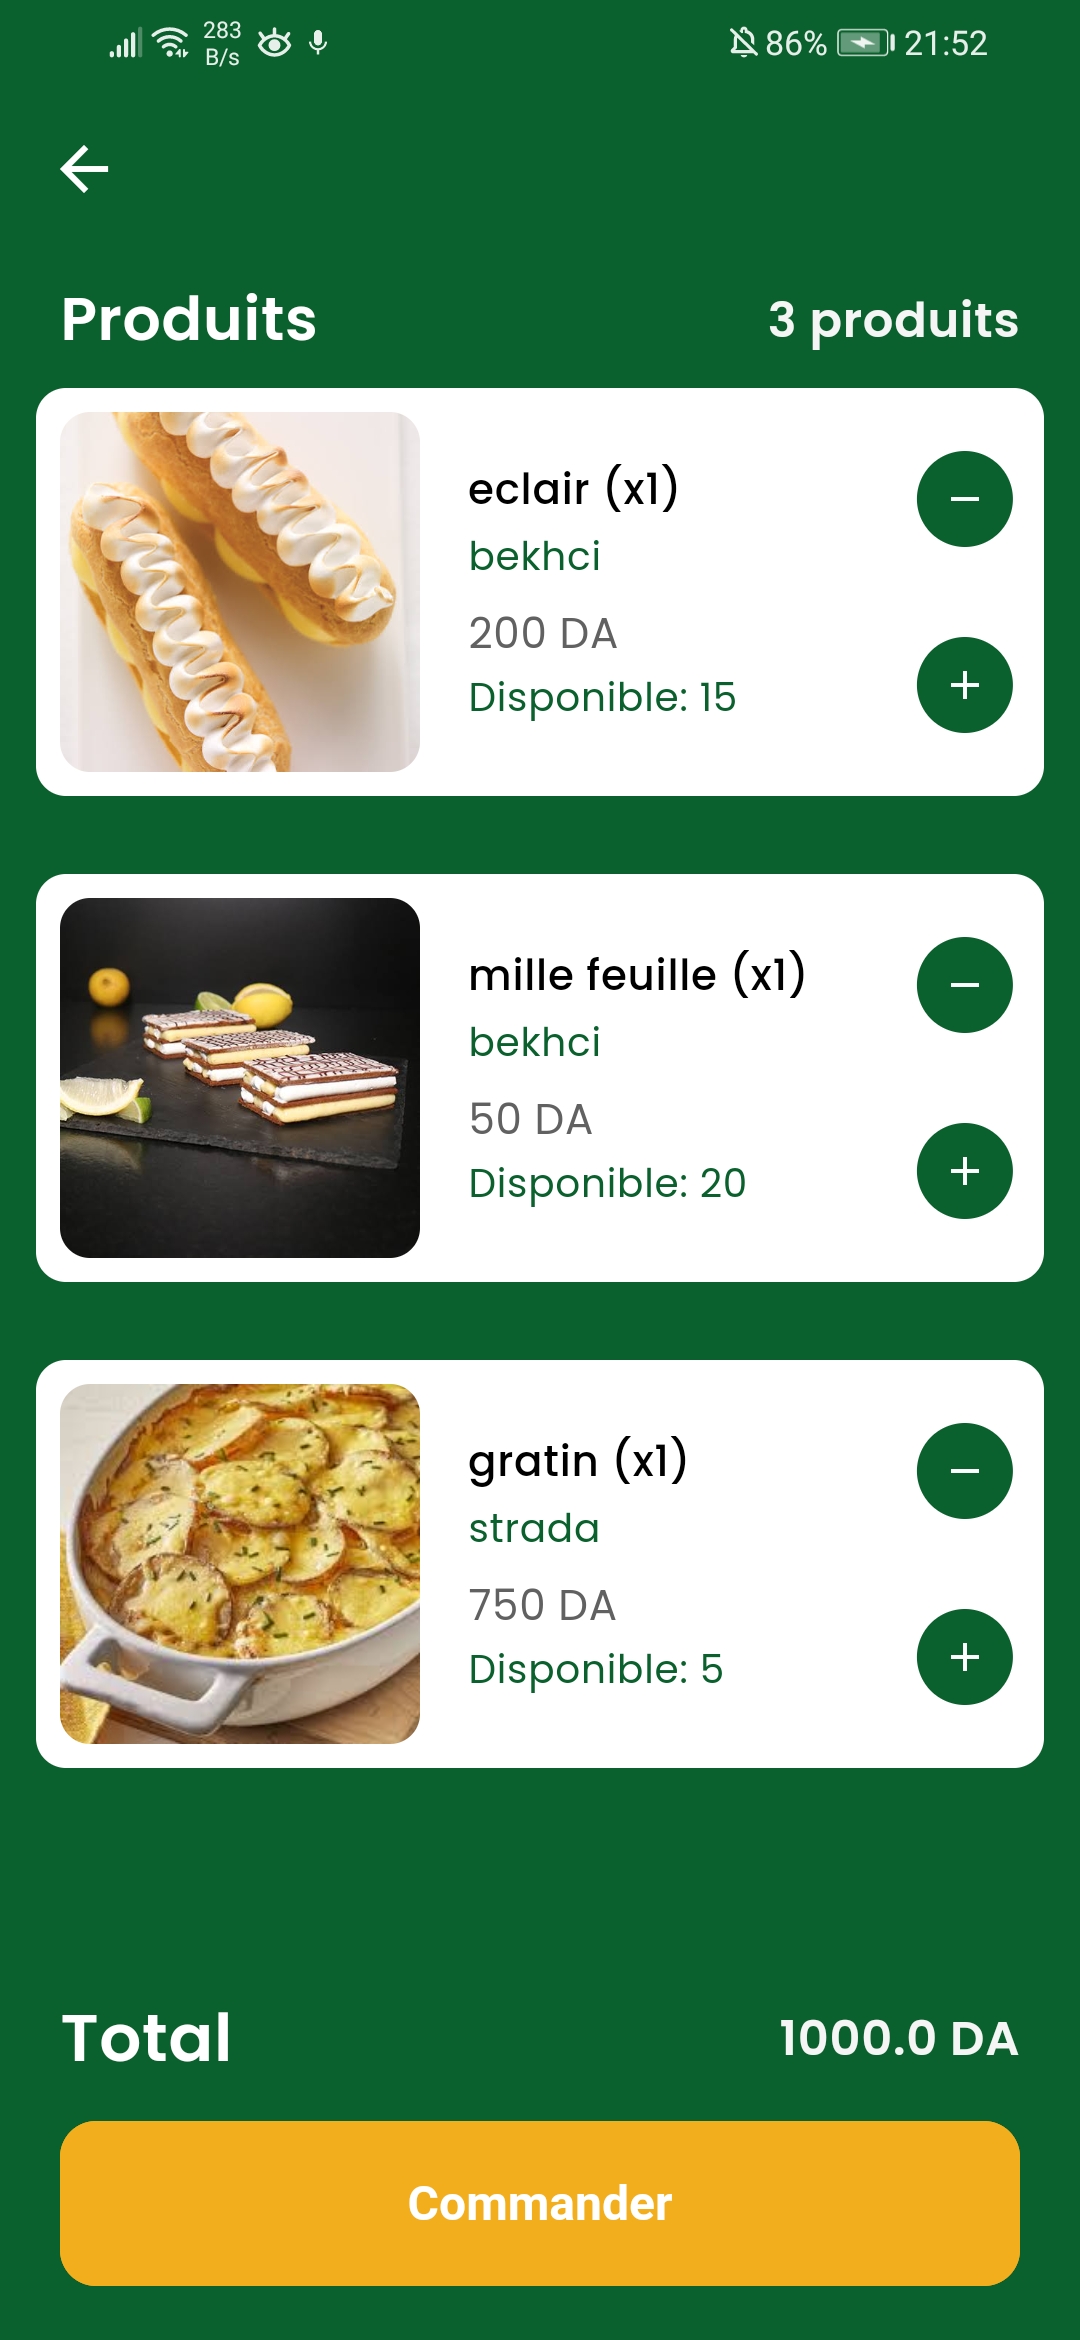 283
B/s
86%
21:52
Produits
3 produits
eclair (x1)
bekhci
200 DA
Disponible: 15
mille feuille (x1)
bekhci
50 DA
Disponible: 20
gratin (x1)
strada
750 DA
Disponible: 5
Total
1000.0 DA
Commander